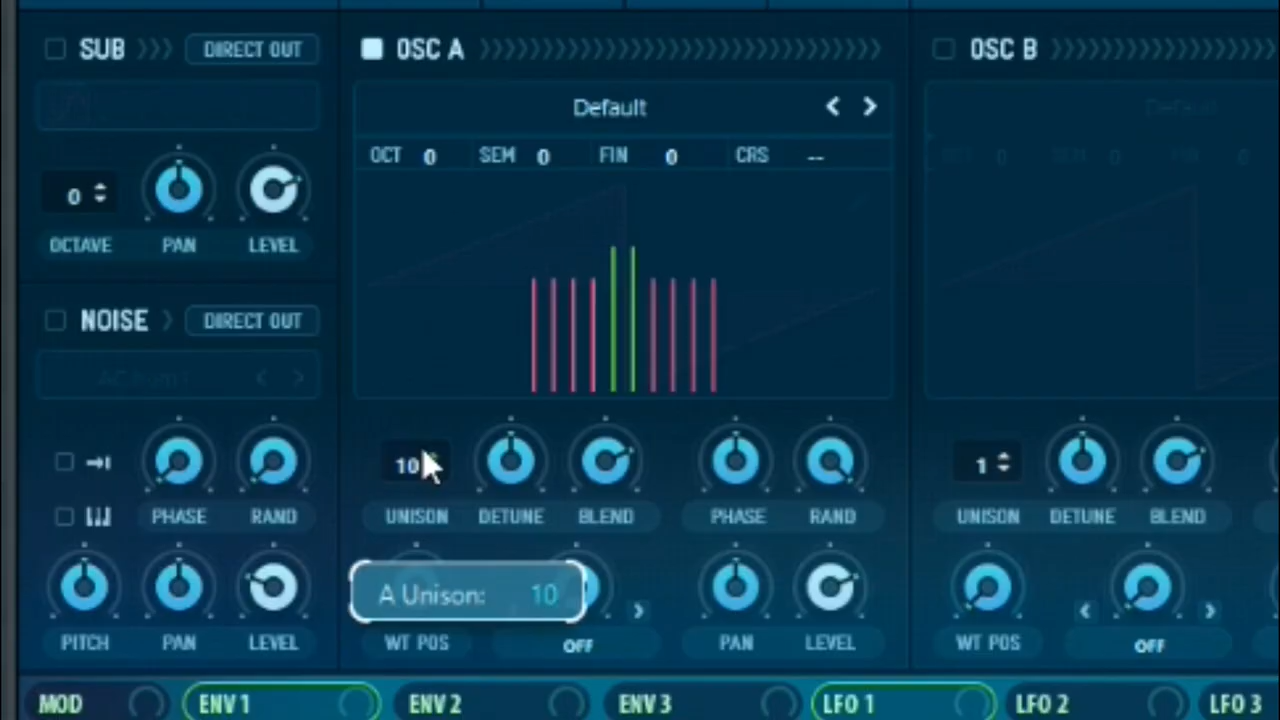 SUB DIRECT OUT
OSC A
OSC B
Default
OCT 0 SEM 0 FIN 0 CRS --
0
OCTAVE PAN LEVEL
NOISE DIRECT OUT
10
1
PHASE RAND
UNISON DETUNE BLEND PHASE RAND
UNISON DETUNE BLEND
A Unison: 10
PITCH PAN LEVEL
WT POS OFF PAN LEVEL
WT POS OFF
MOD ENV 1 ENV 2 ENV 3 LFO 1 LFO 2 LFO 3